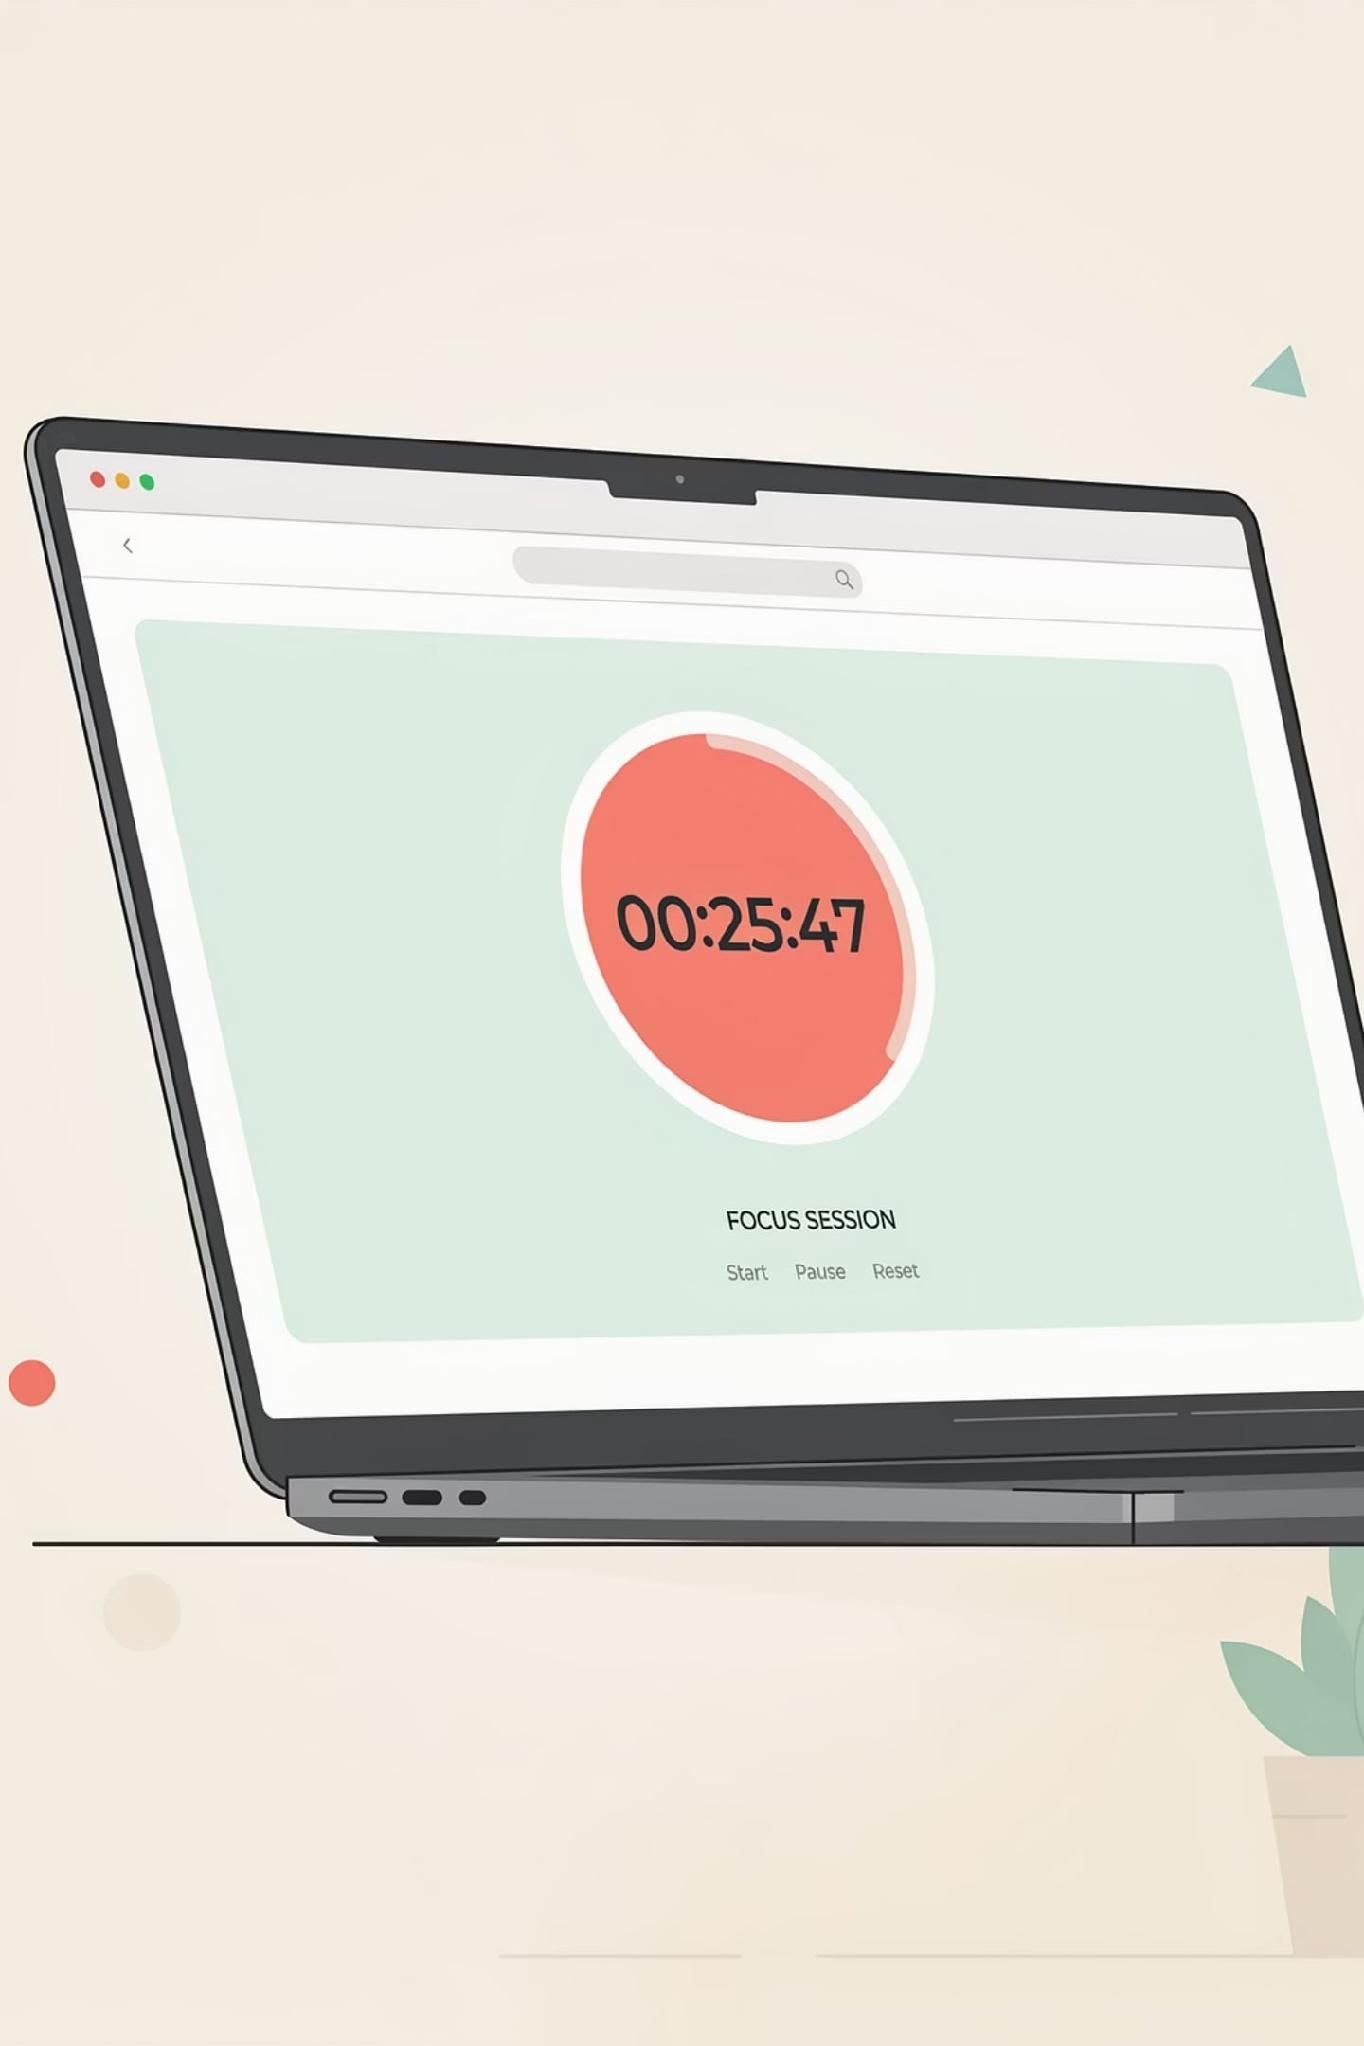 00:25:47
FOCUS SESSION
Start Pause Reset